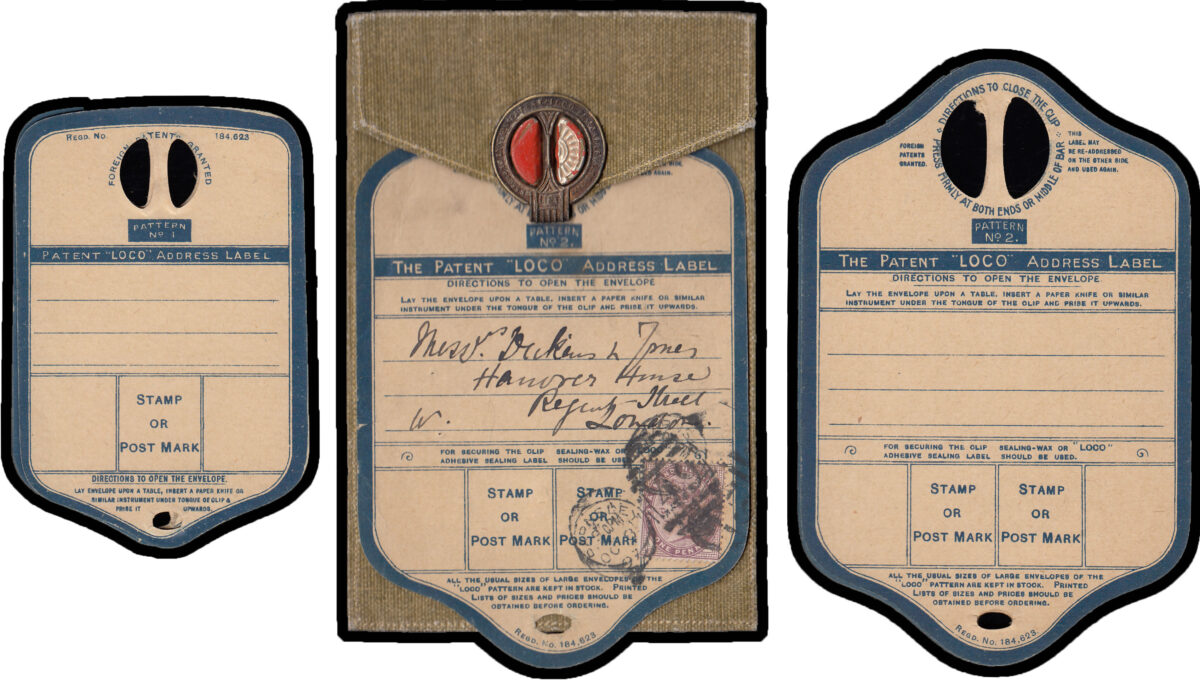 REGD. No. PATENTS 184,623
FOREIGN GRANTED
PATTERN
No 1
PATENT "LOCO" ADDRESS LABEL
STAMP
OR
POST MARK
DIRECTIONS TO OPEN THE ENVELOPE.
LAY ENVELOPE UPON A TABLE, INSERT A PAPER KNIFE OR
SIMILAR INSTRUMENT UNDER TONGUE OF CLIP &
PRISE IT UPWARDS.
AND USED AGAIN.
PATTERN
No 2.
THE PATENT "LOCO" ADDRESS LABEL
DIRECTIONS TO OPEN THE ENVELOPE
LAY THE ENVELOPE UPON A TABLE, INSERT A PAPER KNIFE OR SIMILAR
INSTRUMENT UNDER THE TONGUE OF THE CLIP AND PRISE IT UPWARDS.
Messrs. Dickens & Jones
Hanover House
Regent Street
W. London.
FOR SECURING THE CLIP SEALING-WAX OR
ADHESIVE SEALING LABEL SHOULD BE USED.
STAMP STAMP
OR OR
POST MARK POST MARK
ONE PENNY
ALL THE USUAL SIZES OF LARGE ENVELOPES OF THE
"LOCO" PATTERN ARE KEPT IN STOCK. PRINTED
LISTS OF SIZES AND PRICES SHOULD BE
OBTAINED BEFORE ORDERING.
REGD. No. 184,623.
DIRECTIONS TO CLOSE THE CLIP
PRESS FIRMLY AT BOTH ENDS OR MIDDLE OF BAR
FOREIGN
PATENTS
GRANTED.
THIS
LABEL MAY
BE RE-ADDRESSED
ON THE OTHER SIDE
AND USED AGAIN.
PATTERN
No 2.
THE PATENT "LOCO" ADDRESS LABEL
DIRECTIONS TO OPEN THE ENVELOPE
LAY THE ENVELOPE UPON A TABLE, INSERT A PAPER KNIFE OR SIMILAR
INSTRUMENT UNDER THE TONGUE OF THE CLIP AND PRISE IT UPWARDS.
FOR SECURING THE CLIP SEALING-WAX OR "LOCO"
ADHESIVE SEALING LABEL SHOULD BE USED.
STAMP STAMP
OR OR
POST MARK POST MARK
ALL THE USUAL SIZES OF LARGE ENVELOPES OF THE
"LOCO" PATTERN ARE KEPT IN STOCK. PRINTED
LISTS OF SIZES AND PRICES SHOULD BE
OBTAINED BEFORE ORDERING.
REGD. No. 184,623.